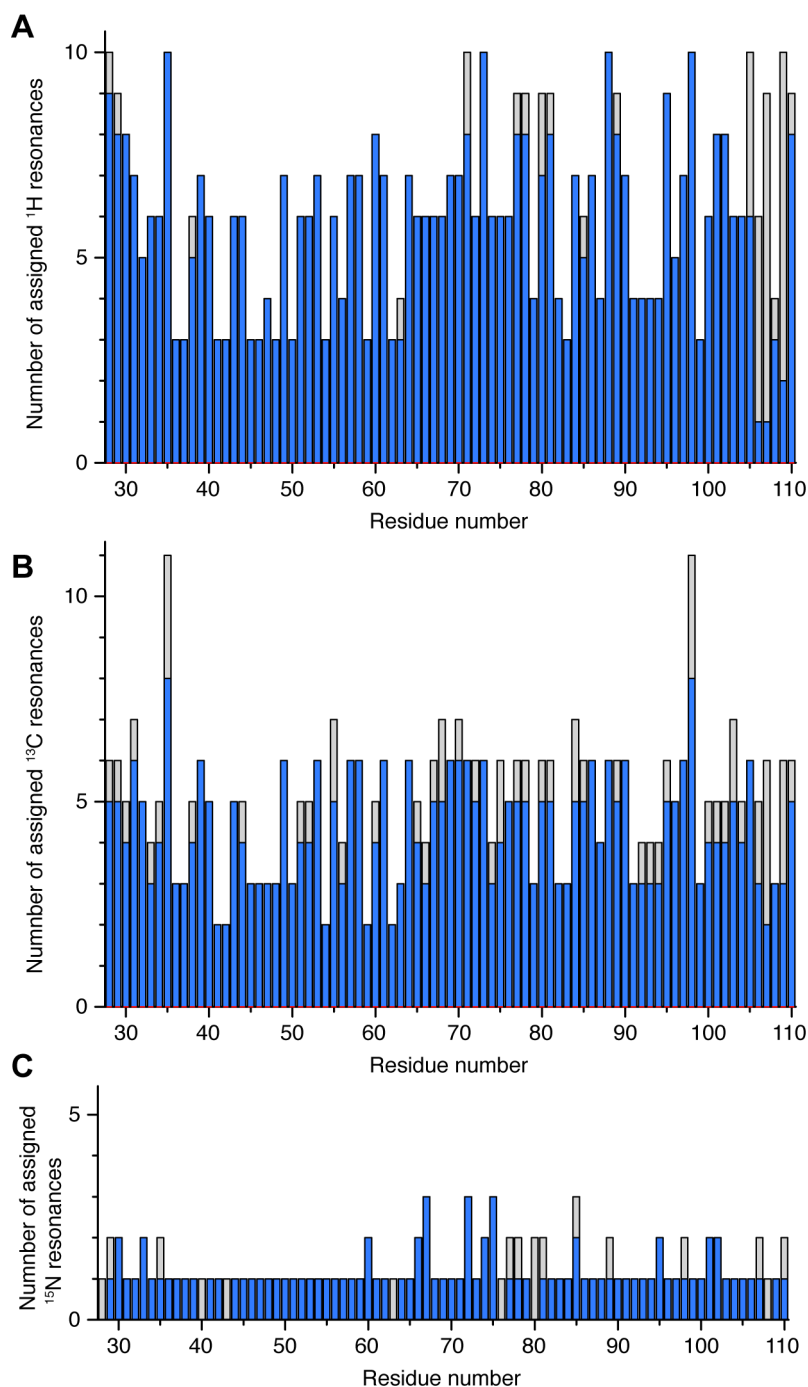 A
Numnber of assigned ¹H resonances
10
5
0
30 40 50 60 70 80 90 100 110
Residue number
B
Numnber of assigned ¹³C resonances
10
5
0
30 40 50 60 70 80 90 100 110
Residue number
C
Numnber of assigned
¹⁵N resonances
5
0
30 40 50 60 70 80 90 100 110
Residue number